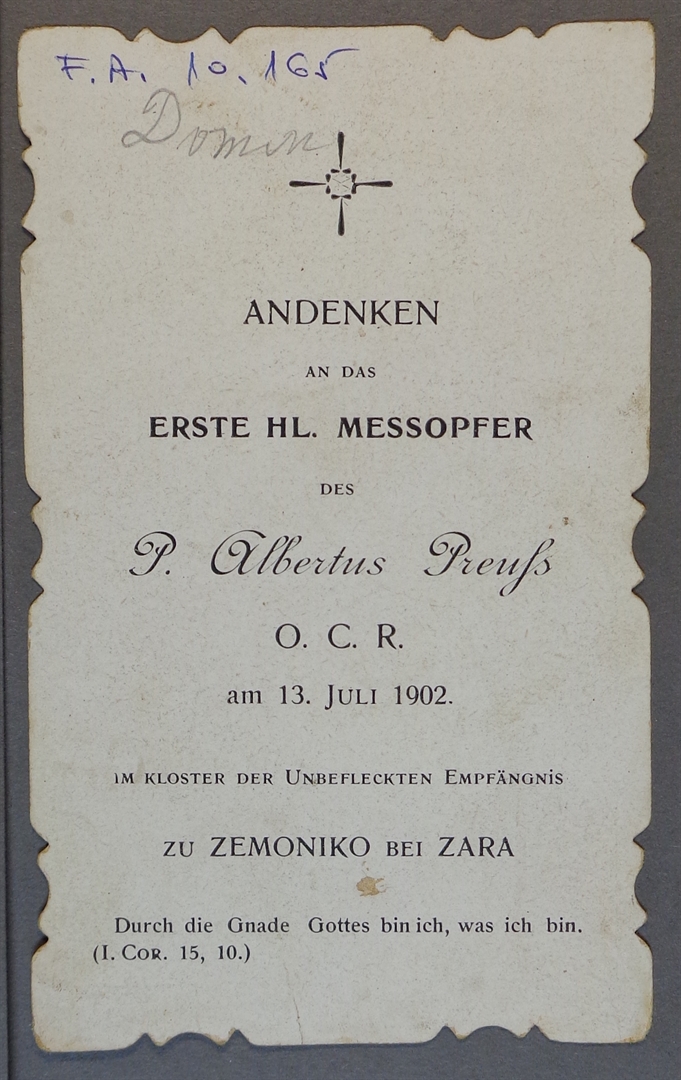 F.A. 10.165
Domin
ANDENKEN
AN DAS
ERSTE HL. MESSOPFER
DES
P. Albertus Preuſs
O. C. R.
am 13. JULI 1902.
IM KLOSTER DER UNBEFLECKTEN EMPFÄNGNIS
ZU ZEMONIKO BEI ZARA
Durch die Gnade Gottes bin ich, was ich bin.
(I. COR. 15, 10.)